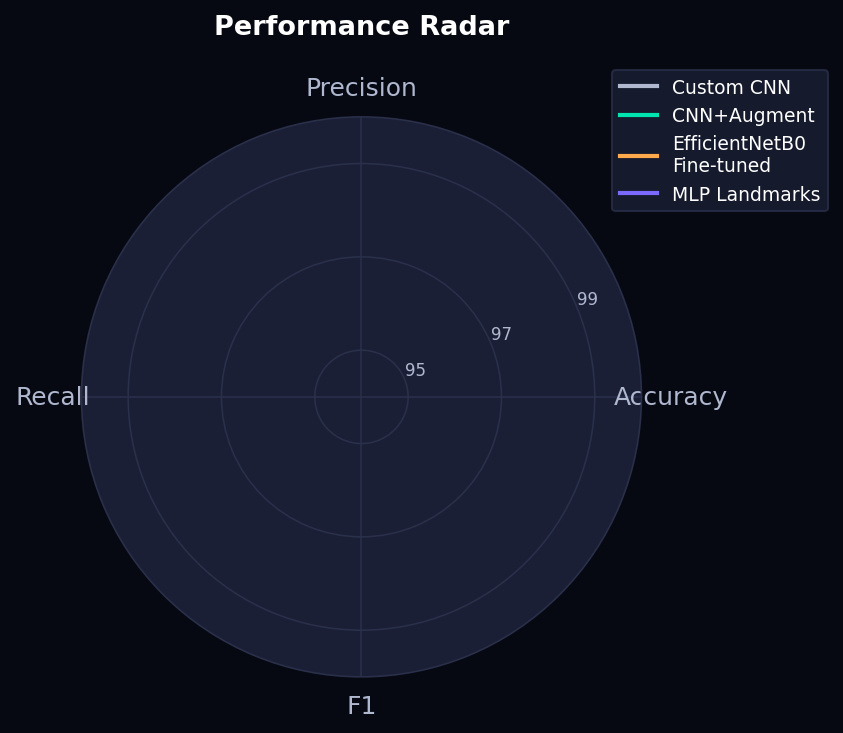 Performance Radar
Precision
Custom CNN
CNN+Augment
EfficientNetB0
Fine-tuned
MLP Landmarks
99
97
95
Recall
Accuracy
F1